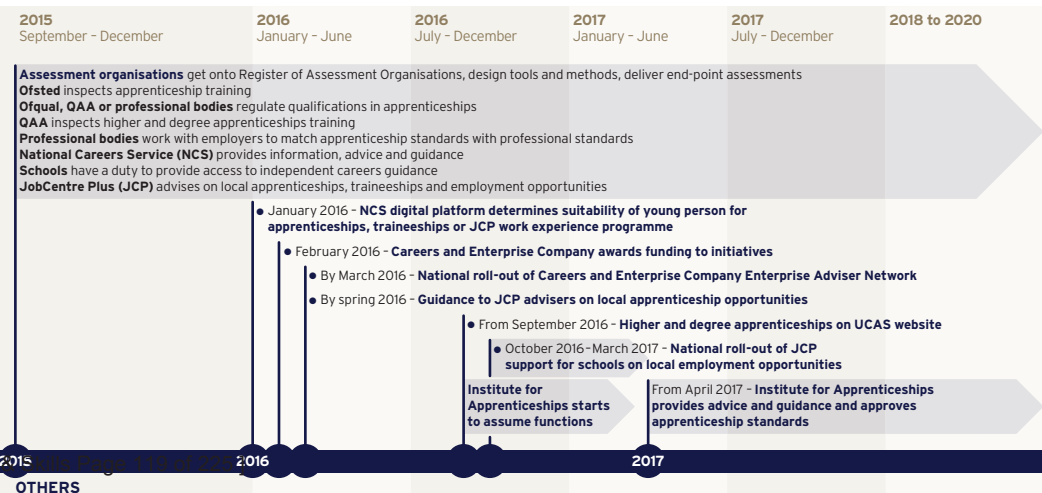 2015
September – December
2016
January – June
2016
July – December
2017
January – June
2017
July – December
2018 to 2020
Assessment organisations get onto Register of Assessment Organisations, design tools and methods, deliver end-point assessments
Ofsted inspects apprenticeship training
Ofqual, QAA or professional bodies regulate qualifications in apprenticeships
QAA inspects higher and degree apprenticeships training
Professional bodies work with employers to match apprenticeship standards with professional standards
National Careers Service (NCS) provides information, advice and guidance
Schools have a duty to provide access to independent careers guidance
JobCentre Plus (JCP) advises on local apprenticeships, traineeships and employment opportunities
● January 2016 – NCS digital platform determines suitability of young person for
apprenticeships, traineeships or JCP work experience programme
● February 2016 – Careers and Enterprise Company awards funding to initiatives
● By March 2016 – National roll-out of Careers and Enterprise Company Enterprise Adviser Network
● By spring 2016 – Guidance to JCP advisers on local apprenticeship opportunities
● From September 2016 – Higher and degree apprenticeships on UCAS website
● October 2016–March 2017 – National roll-out of JCP
support for schools on local employment opportunities
Institute for
Apprenticeships starts
to assume functions
From April 2017 – Institute for Apprenticeships
provides advice and guidance and approves
apprenticeship standards
2015
2016
2017
OTHERS